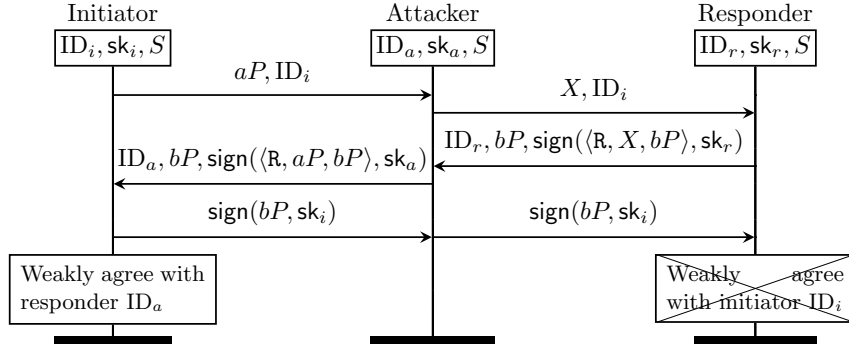 Initiator Attacker Responder
ID_i, sk_i, S ID_a, sk_a, S ID_r, sk_r, S
aP, ID_i
X, ID_i
ID_r, bP, sign(⟨R, X, bP⟩, sk_r)
ID_a, bP, sign(⟨R, aP, bP⟩, sk_a)
sign(bP, sk_i) sign(bP, sk_i)
Weakly agree with
responder ID_a
Weakly agree
with initiator ID_i